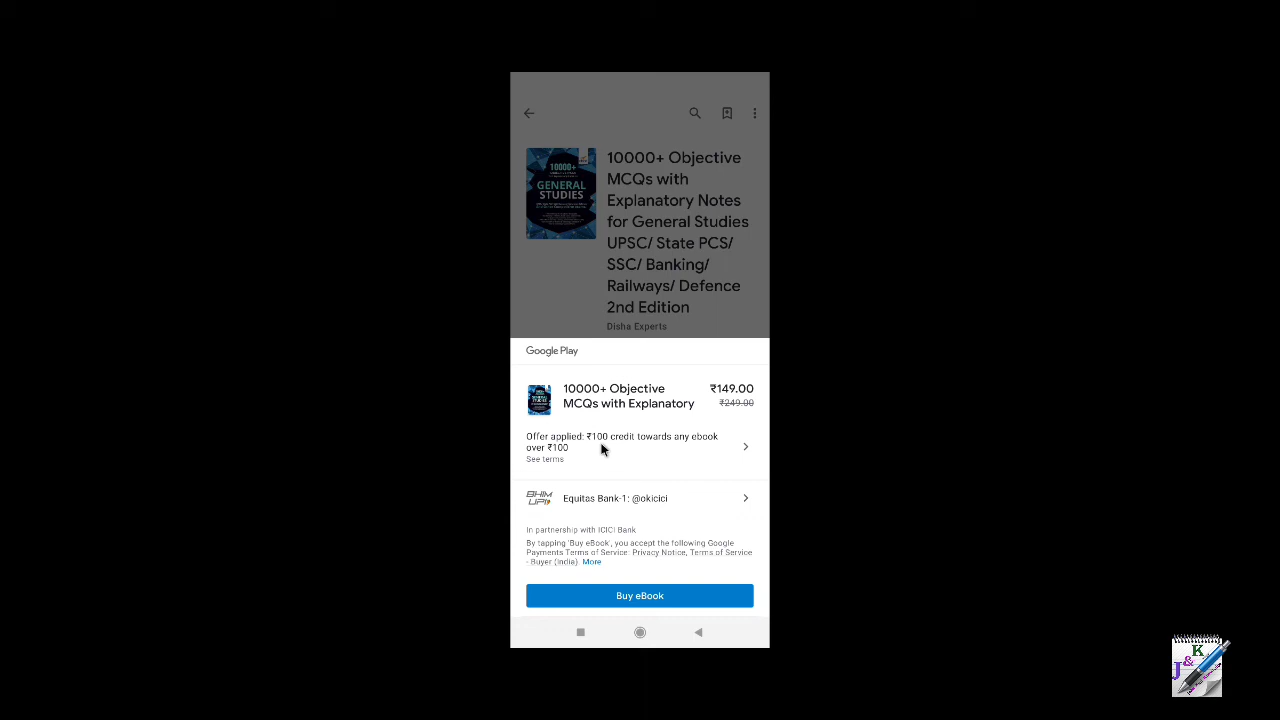 10000+ Objective
MCQs with
Explanatory Notes
for General Studies
UPSC/ State PCS/
SSC/ Banking/
Railways/ Defence
2nd Edition
Disha Experts
10000+
GENERAL
STUDIES
Google Play
10000+ Objective
MCQs with Explanatory
₹149.00
₹249.00
Offer applied: ₹100 credit towards any ebook
over ₹100
See terms
BHIM
UPI
Equitas Bank-1: @okicici
In partnership with ICICI Bank
By tapping 'Buy eBook', you accept the following Google
Payments Terms of Service: Privacy Notice, Terms of Service
- Buyer (India). More
Buy eBook
J&K